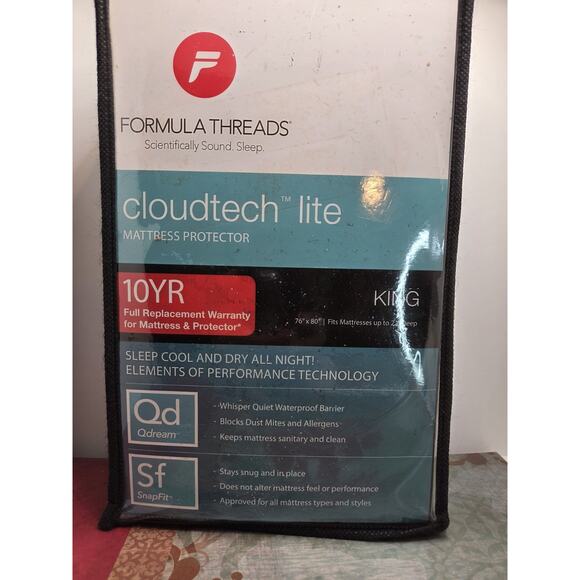 F
FORMULA THREADS®
Scientifically Sound. Sleep.
cloudtech™ lite
MATTRESS PROTECTOR
10YR
Full Replacement Warranty
for Mattress & Protector*
KING
76" x 80" | Fits Mattresses up to deep
SLEEP COOL AND DRY ALL NIGHT!
ELEMENTS OF PERFORMANCE TECHNOLOGY
Qd
Qdream™
- Whisper Quiet Waterproof Barrier
- Blocks Dust Mites and Allergens
- Keeps mattress sanitary and clean
Sf
SnapFit™
- Stays snug and in place
- Does not alter mattress feel or performance
- Approved for all mattress types and styles